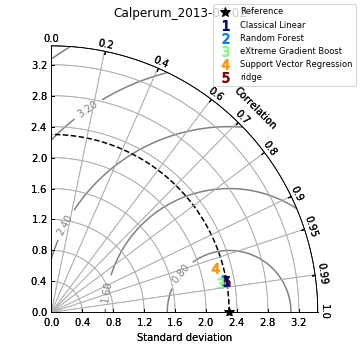 Calperum_2013-
Reference
1 Classical Linear
2 Random Forest
3 eXtreme Gradient Boost
4 Support Vector Regression
5 ridge
0.0 0.2 0.4 0.6 0.7 0.8 0.9 0.95 0.99 1.0
Correlation
3.2
2.8
2.4
2.0
1.6
1.2
0.8
0.4
0.0
3.20
2.40
1.60
0.80
4
3
0.0 0.4 0.8 1.2 1.6 2.0 2.4 2.8 3.2
Standard deviation